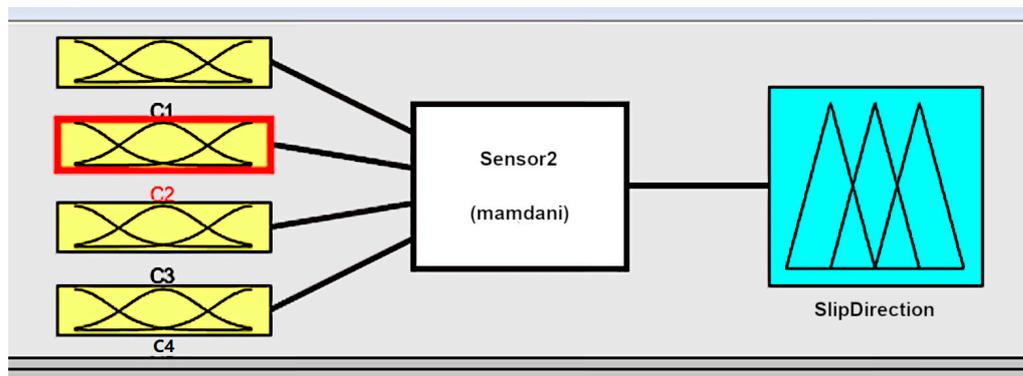 C1
C2
C3
C4
Sensor2
(mamdani)
SlipDirection